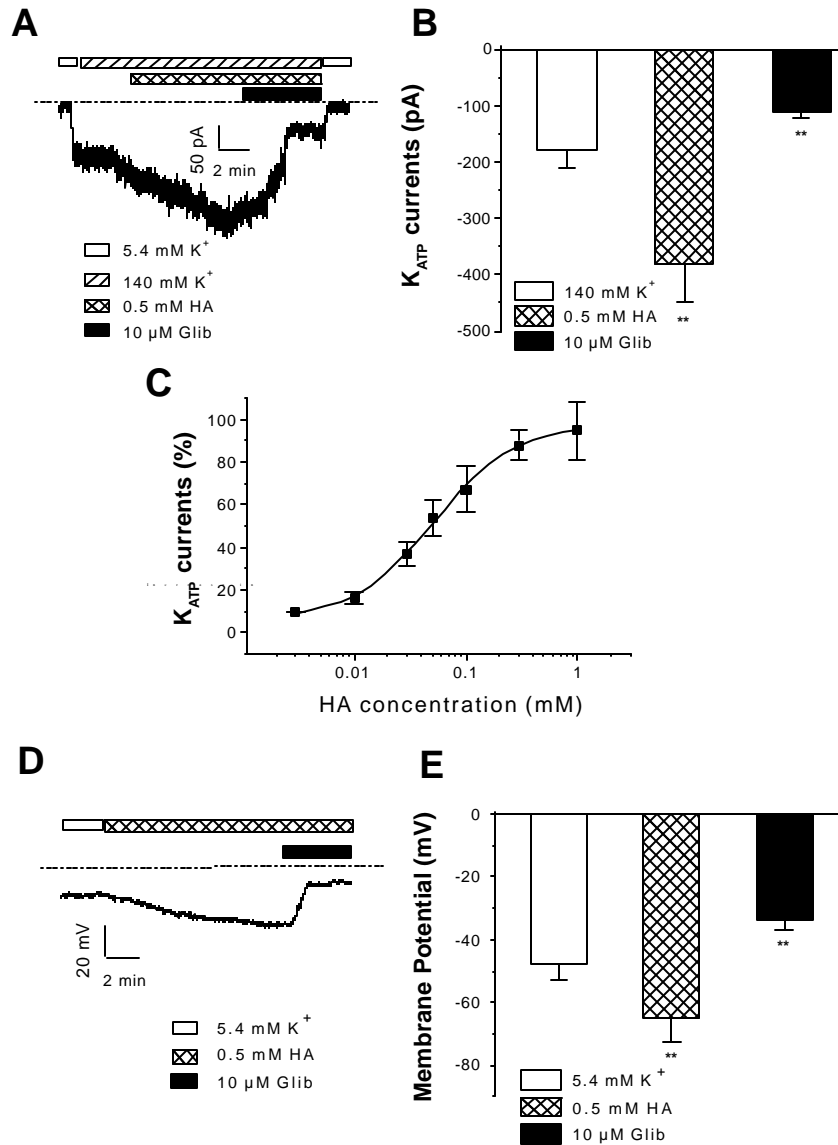 A
50 pA
2 min
5.4 mM K+
140 mM K+
0.5 mM HA
10 µM Glib
B
KATP currents (pA)
0
-100
-200
-300
-400
-500
**
**
140 mM K+
0.5 mM HA
10 µM Glib
C
KATP currents (%)
100
80
60
40
20
0
0.01
0.1
1
HA concentration (mM)
D
20 mV
2 min
5.4 mM K+
0.5 mM HA
10 µM Glib
E
Membrane Potential (mV)
0
-20
-40
-60
-80
**
**
5.4 mM K+
0.5 mM HA
10 µM Glib